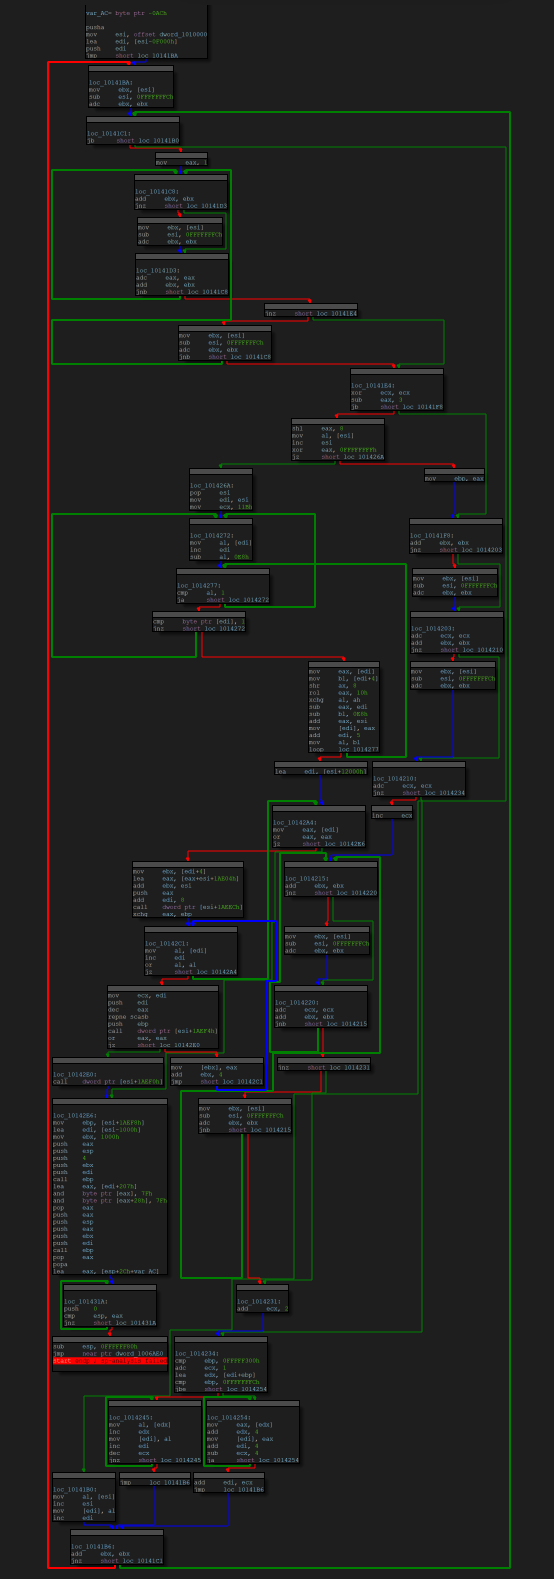 var_AC= byte ptr -0ACh
pusha
mov esi, offset dword_1010000
lea edi, [esi-0F000h]
push edi
jmp short loc_10141BA
loc_10141BA:
mov ebx, [esi]
sub esi, 0FFFFFFFCh
adc ebx, ebx
loc_10141C1:
jb short loc_10141B0
mov eax, 1
loc_10141C8:
add ebx, ebx
jnz short loc_10141D3
mov ebx, [esi]
sub esi, 0FFFFFFFCh
adc ebx, ebx
loc_10141D3:
adc eax, eax
add ebx, ebx
jnb short loc_10141C8
jnz short loc_10141E4
mov ebx, [esi]
sub esi, 0FFFFFFFCh
adc ebx, ebx
jnb short loc_10141C8
loc_10141E4:
xor ecx, ecx
sub eax, 3
jb short loc_10141F8
shl eax, 8
mov al, [esi]
inc esi
xor eax, 0FFFFFFFFh
jz short loc_101426A
loc_101426A:
pop esi
mov edi, esi
mov ecx,
mov ebp, eax
loc_1014272:
mov al, [edi]
inc edi
sub al, 0E8h
loc_10141F8:
add ebx, ebx
jnz short loc_1014203
loc_1014277:
cmp al, 1
ja short loc_1014272
mov ebx, [esi]
sub esi, 0FFFFFFFCh
adc ebx, ebx
cmp byte ptr [edi], 1
jnz short loc_1014272
loc_1014203:
adc ecx, ecx
add ebx, ebx
jnz short loc_1014210
mov eax, [edi]
mov bl, [edi+4]
shr ax, 8
rol eax, 10h
xchg al, ah
sub eax, edi
sub bl, 0E8h
add eax, esi
mov [edi], eax
add edi, 5
mov al, bl
loop loc_1014277
mov ebx, [esi]
sub esi, 0FFFFFFFCh
adc ebx, ebx
lea edi, [esi+12000h]
loc_1014210:
adc ecx, ecx
jnz short loc_1014234
inc ecx
loc_10142A4:
mov eax, [edi]
or eax, eax
jz short loc_10142E6
mov ebx, [edi+4]
lea eax, [eax+esi+1AE04h]
add ebx, esi
push eax
add edi, 8
call dword ptr [esi+1AEECh]
xchg eax, ebp
loc_1014215:
add ebx, ebx
jnz short loc_1014220
loc_10142C1:
mov al, [edi]
inc edi
or al, al
jz short loc_10142A4
mov ebx, [esi]
sub esi, 0FFFFFFFCh
adc ebx, ebx
mov ecx, edi
push edi
dec eax
repne scasb
push ebp
call dword ptr [esi+1AEF4h]
or eax, eax
jz short loc_10142E0
loc_1014220:
adc ecx, ecx
add ebx, ebx
jnb short loc_1014215
loc_10142E0:
call dword ptr [esi+1AEF0h]
mov [ebx], eax
add ebx, 4
jmp short loc_10142C1
jnz short loc_1014231
loc_10142E6:
mov ebp, [esi+1AEF8h]
lea edi, [esi-1000h]
mov ebx, 1000h
push eax
push esp
push 4
push ebx
push edi
call ebp
lea eax, [edi+207h]
and byte ptr [eax], 7Fh
and byte ptr [eax+28h], 7Fh
pop eax
push eax
push esp
push eax
push ebx
push edi
call ebp
pop eax
popa
lea eax, [esp+2Ch+var_AC]
mov ebx, [esi]
sub esi, 0FFFFFFFCh
adc ebx, ebx
jnb short loc_1014215
loc_101431A:
push 0
cmp esp, eax
jnz short loc_101431A
loc_1014231:
add ecx, 2
sub esp, 0FFFFFF80h
jmp near ptr dword_1006AE0
loc_1014234:
cmp ebp, 0FFFFF300h
adc ecx, 1
lea edx, [edi+ebp]
cmp ebp, 0FFFFFFFCh
jbe short loc_1014254
loc_1014245:
mov al, [edx]
inc edx
mov [edi], al
inc edi
dec ecx
jnz short loc_1014245
loc_1014254:
mov eax, [edx]
add edx, 4
mov [edi], eax
add edi, 4
sub ecx, 4
ja short loc_1014254
loc_10141B0:
mov al, [esi]
inc esi
mov [edi], al
inc edi
jmp loc_10141B6
add edi, ecx
jmp loc_10141B6
loc_10141B6:
add ebx, ebx
jnz short loc_10141C1